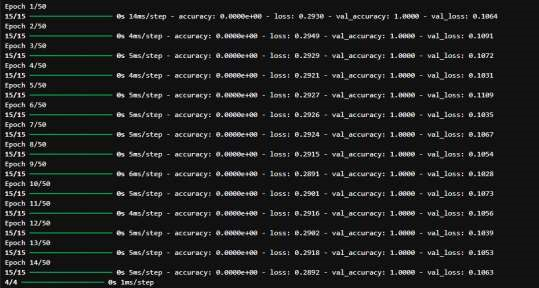 Epoch 1/50
15/15 ━━━━━━━━━━━━━━━━━━━━ 0s 14ms/step - accuracy: 0.0000e+00 - loss: 0.2930 - val_accuracy: 1.0000 - val_loss: 0.1064
Epoch 2/50
15/15 ━━━━━━━━━━━━━━━━━━━━ 0s 4ms/step - accuracy: 0.0000e+00 - loss: 0.2949 - val_accuracy: 1.0000 - val_loss: 0.1091
Epoch 3/50
15/15 ━━━━━━━━━━━━━━━━━━━━ 0s 5ms/step - accuracy: 0.0000e+00 - loss: 0.2929 - val_accuracy: 1.0000 - val_loss: 0.1072
Epoch 4/50
15/15 ━━━━━━━━━━━━━━━━━━━━ 0s 4ms/step - accuracy: 0.0000e+00 - loss: 0.2921 - val_accuracy: 1.0000 - val_loss: 0.1031
Epoch 5/50
15/15 ━━━━━━━━━━━━━━━━━━━━ 0s 5ms/step - accuracy: 0.0000e+00 - loss: 0.2927 - val_accuracy: 1.0000 - val_loss: 0.1109
Epoch 6/50
15/15 ━━━━━━━━━━━━━━━━━━━━ 0s 5ms/step - accuracy: 0.0000e+00 - loss: 0.2926 - val_accuracy: 1.0000 - val_loss: 0.1035
Epoch 7/50
15/15 ━━━━━━━━━━━━━━━━━━━━ 0s 5ms/step - accuracy: 0.0000e+00 - loss: 0.2924 - val_accuracy: 1.0000 - val_loss: 0.1067
Epoch 8/50
15/15 ━━━━━━━━━━━━━━━━━━━━ 0s 5ms/step - accuracy: 0.0000e+00 - loss: 0.2915 - val_accuracy: 1.0000 - val_loss: 0.1054
Epoch 9/50
15/15 ━━━━━━━━━━━━━━━━━━━━ 0s 6ms/step - accuracy: 0.0000e+00 - loss: 0.2891 - val_accuracy: 1.0000 - val_loss: 0.1028
Epoch 10/50
15/15 ━━━━━━━━━━━━━━━━━━━━ 0s 5ms/step - accuracy: 0.0000e+00 - loss: 0.2901 - val_accuracy: 1.0000 - val_loss: 0.1073
Epoch 11/50
15/15 ━━━━━━━━━━━━━━━━━━━━ 0s 4ms/step - accuracy: 0.0000e+00 - loss: 0.2916 - val_accuracy: 1.0000 - val_loss: 0.1056
Epoch 12/50
15/15 ━━━━━━━━━━━━━━━━━━━━ 0s 5ms/step - accuracy: 0.0000e+00 - loss: 0.2902 - val_accuracy: 1.0000 - val_loss: 0.1039
Epoch 13/50
15/15 ━━━━━━━━━━━━━━━━━━━━ 0s 5ms/step - accuracy: 0.0000e+00 - loss: 0.2918 - val_accuracy: 1.0000 - val_loss: 0.1053
Epoch 14/50
15/15 ━━━━━━━━━━━━━━━━━━━━ 0s 5ms/step - accuracy: 0.0000e+00 - loss: 0.2892 - val_accuracy: 1.0000 - val_loss: 0.1063
4/4 ━━━━━━━━━━━━━━━━━━━━ 0s 1ms/step